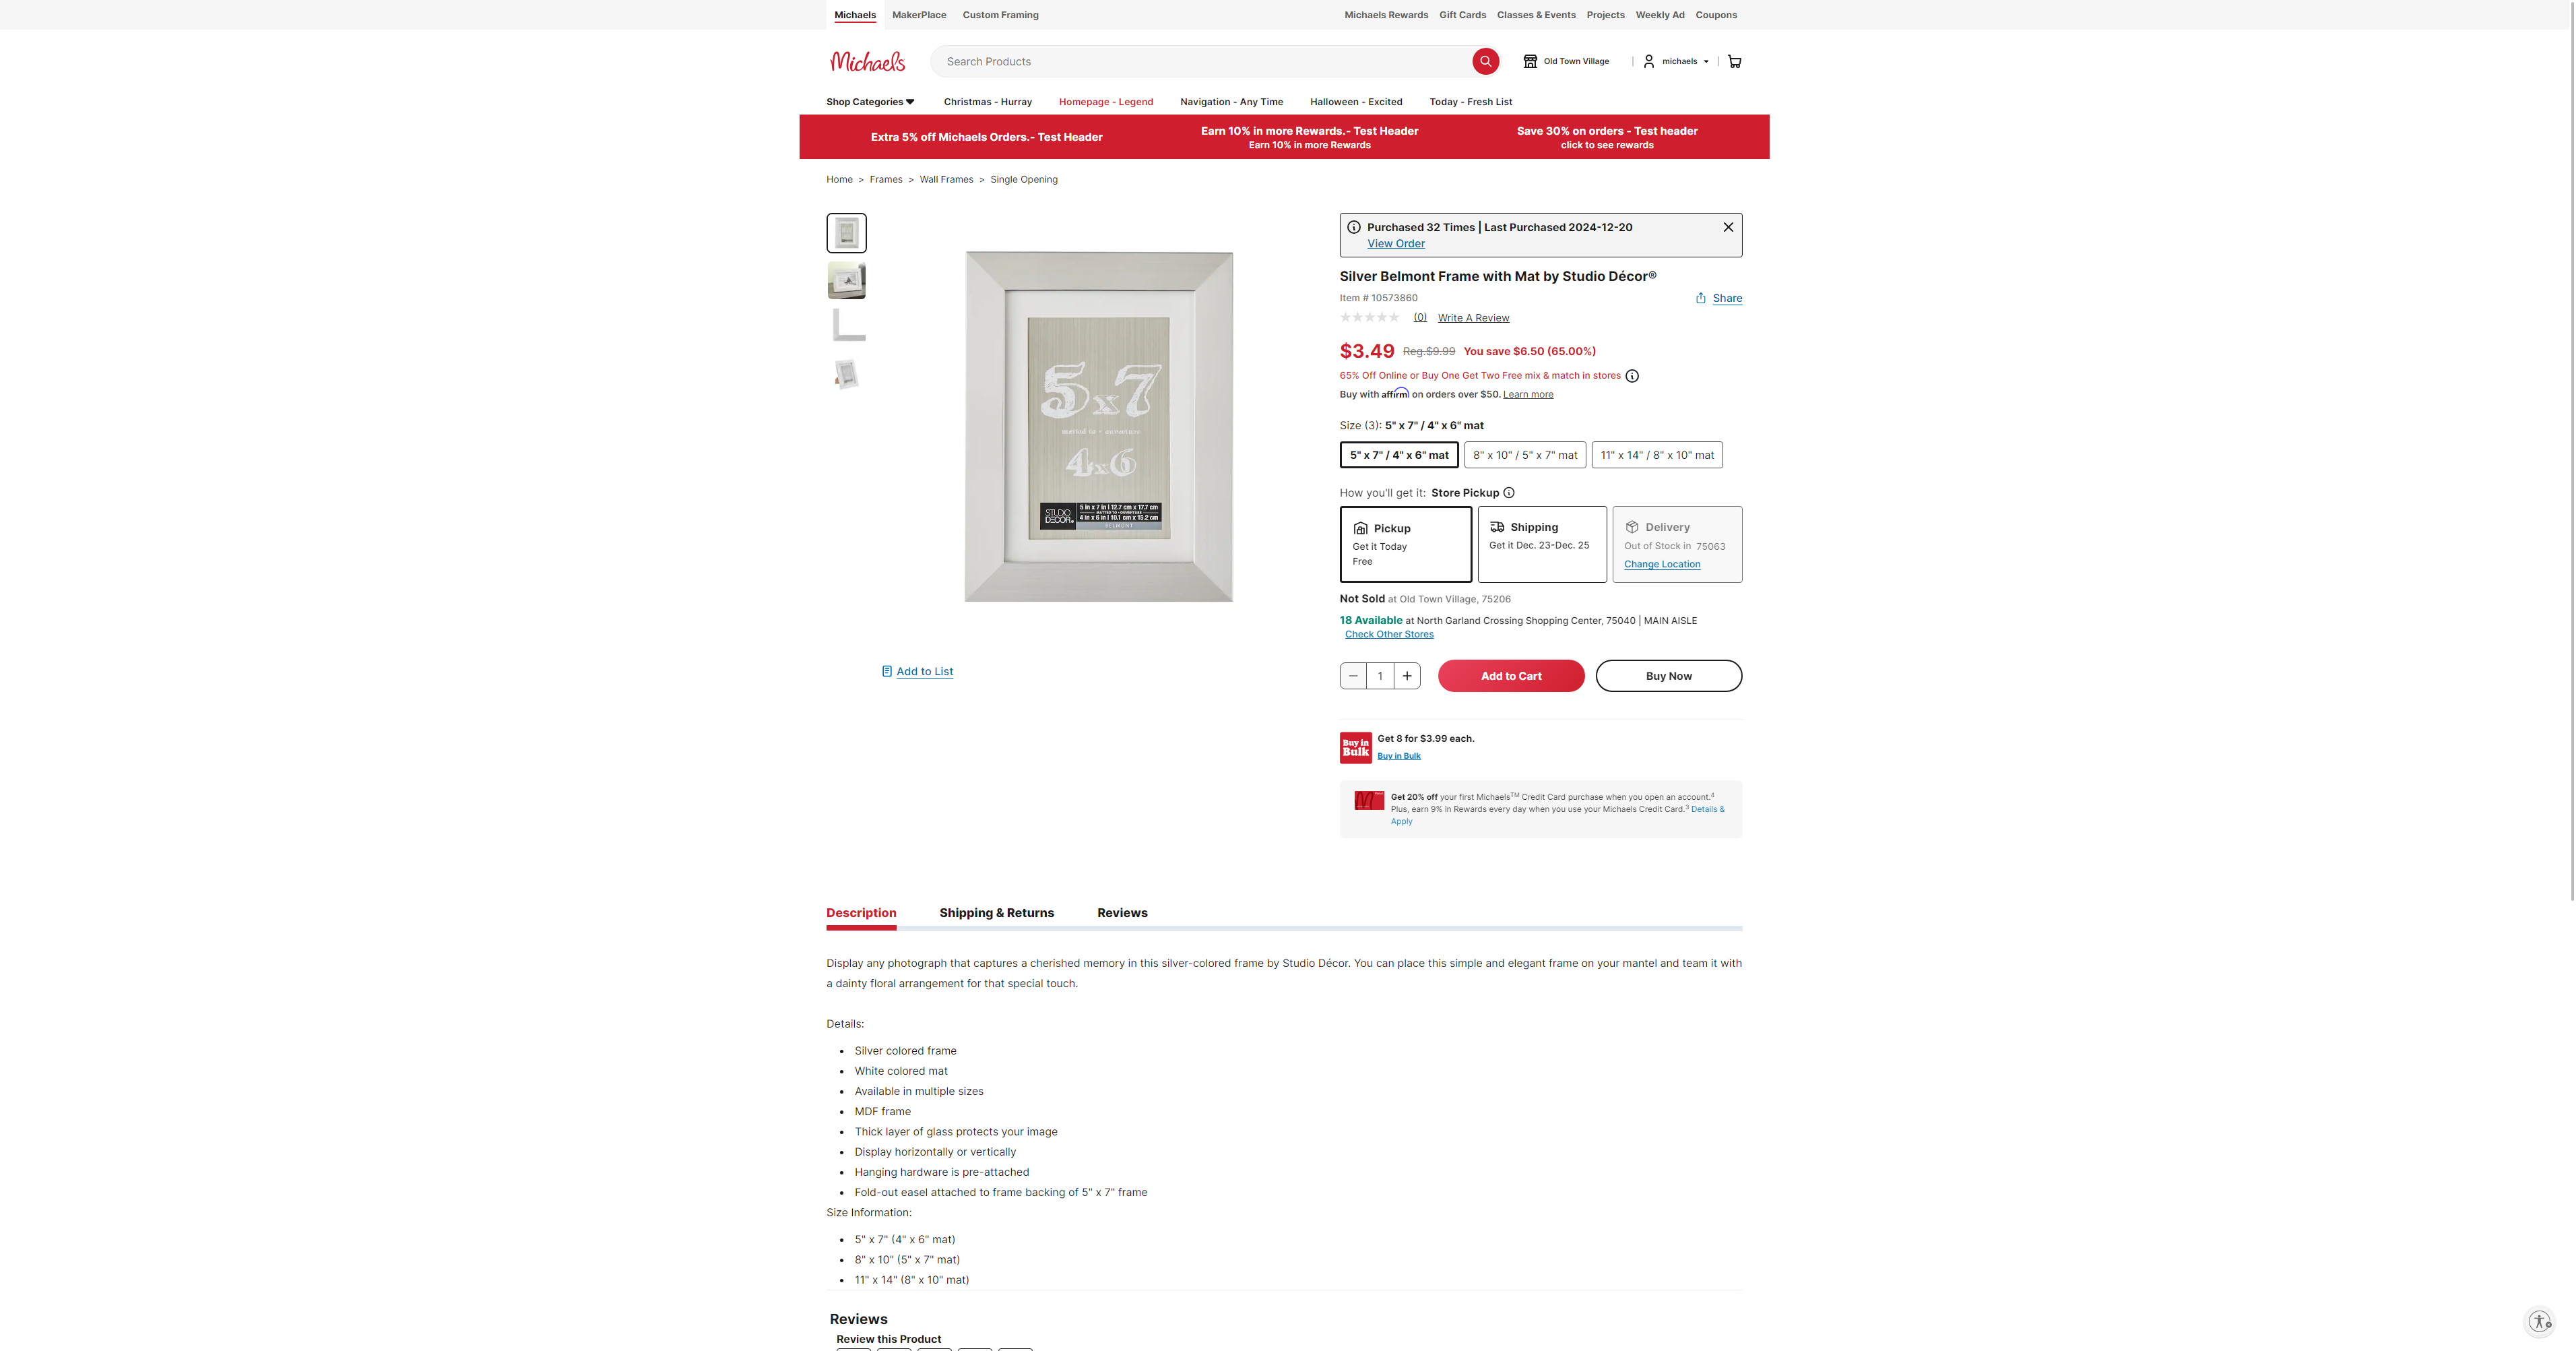 Michaels
MakerPlace
Custom Framing
Michaels Rewards
Gift Cards
Classes & Events
Projects
Weekly Ad
Coupons
Michaels
Search Products
Old Town Village
michaels
Shop Categories
Christmas - Hurray
Homepage - Legend
Navigation - Any Time
Halloween - Excited
Today - Fresh List
Extra 5% off Michaels Orders.- Test Header
Earn 10% in more Rewards.- Test Header
Earn 10% in more Rewards
Save 30% on orders - Test header
click to see rewards
Home > Frames > Wall Frames > Single Opening
5x7
matted to • ouverture
4x6
STUDIO DECOR®
5 in x 7 in | 12.7 cm x 17.7 cm
MATTED TO • OUVERTURE
4 in x 6 in | 10.1 cm x 15.2 cm
BELMONT
Add to List
Purchased 32 Times | Last Purchased 2024-12-20
View Order
Silver Belmont Frame with Mat by Studio Décor®
Item # 10573860
Share
(0)
Write A Review
$3.49 Reg.$9.99 You save $6.50 (65.00%)
65% Off Online or Buy One Get Two Free mix & match in stores
Buy with affirm on orders over $50. Learn more
Size (3): 5" x 7" / 4" x 6" mat
5" x 7" / 4" x 6" mat
8" x 10" / 5" x 7" mat
11" x 14" / 8" x 10" mat
How you'll get it: Store Pickup
Pickup
Get it Today
Free
Shipping
Get it Dec. 23-Dec. 25
Delivery
Out of Stock in 75063
Change Location
Not Sold at Old Town Village, 75206
18 Available at North Garland Crossing Shopping Center, 75040 | MAIN AISLE
Check Other Stores
1
Add to Cart
Buy Now
Buy in Bulk
Get 8 for $3.99 each.
Buy in Bulk
Get 20% off your first Michaels™ Credit Card purchase when you open an account.⁴
Plus, earn 9% in Rewards every day when you use your Michaels Credit Card.³ Details &
Apply
Description
Shipping & Returns
Reviews
Display any photograph that captures a cherished memory in this silver-colored frame by Studio Décor. You can place this simple and elegant frame on your mantel and team it with
a dainty floral arrangement for that special touch.
Details:
• Silver colored frame
• White colored mat
• Available in multiple sizes
• MDF frame
• Thick layer of glass protects your image
• Display horizontally or vertically
• Hanging hardware is pre-attached
• Fold-out easel attached to frame backing of 5" x 7" frame
Size Information:
• 5" x 7" (4" x 6" mat)
• 8" x 10" (5" x 7" mat)
• 11" x 14" (8" x 10" mat)
Reviews
Review this Product